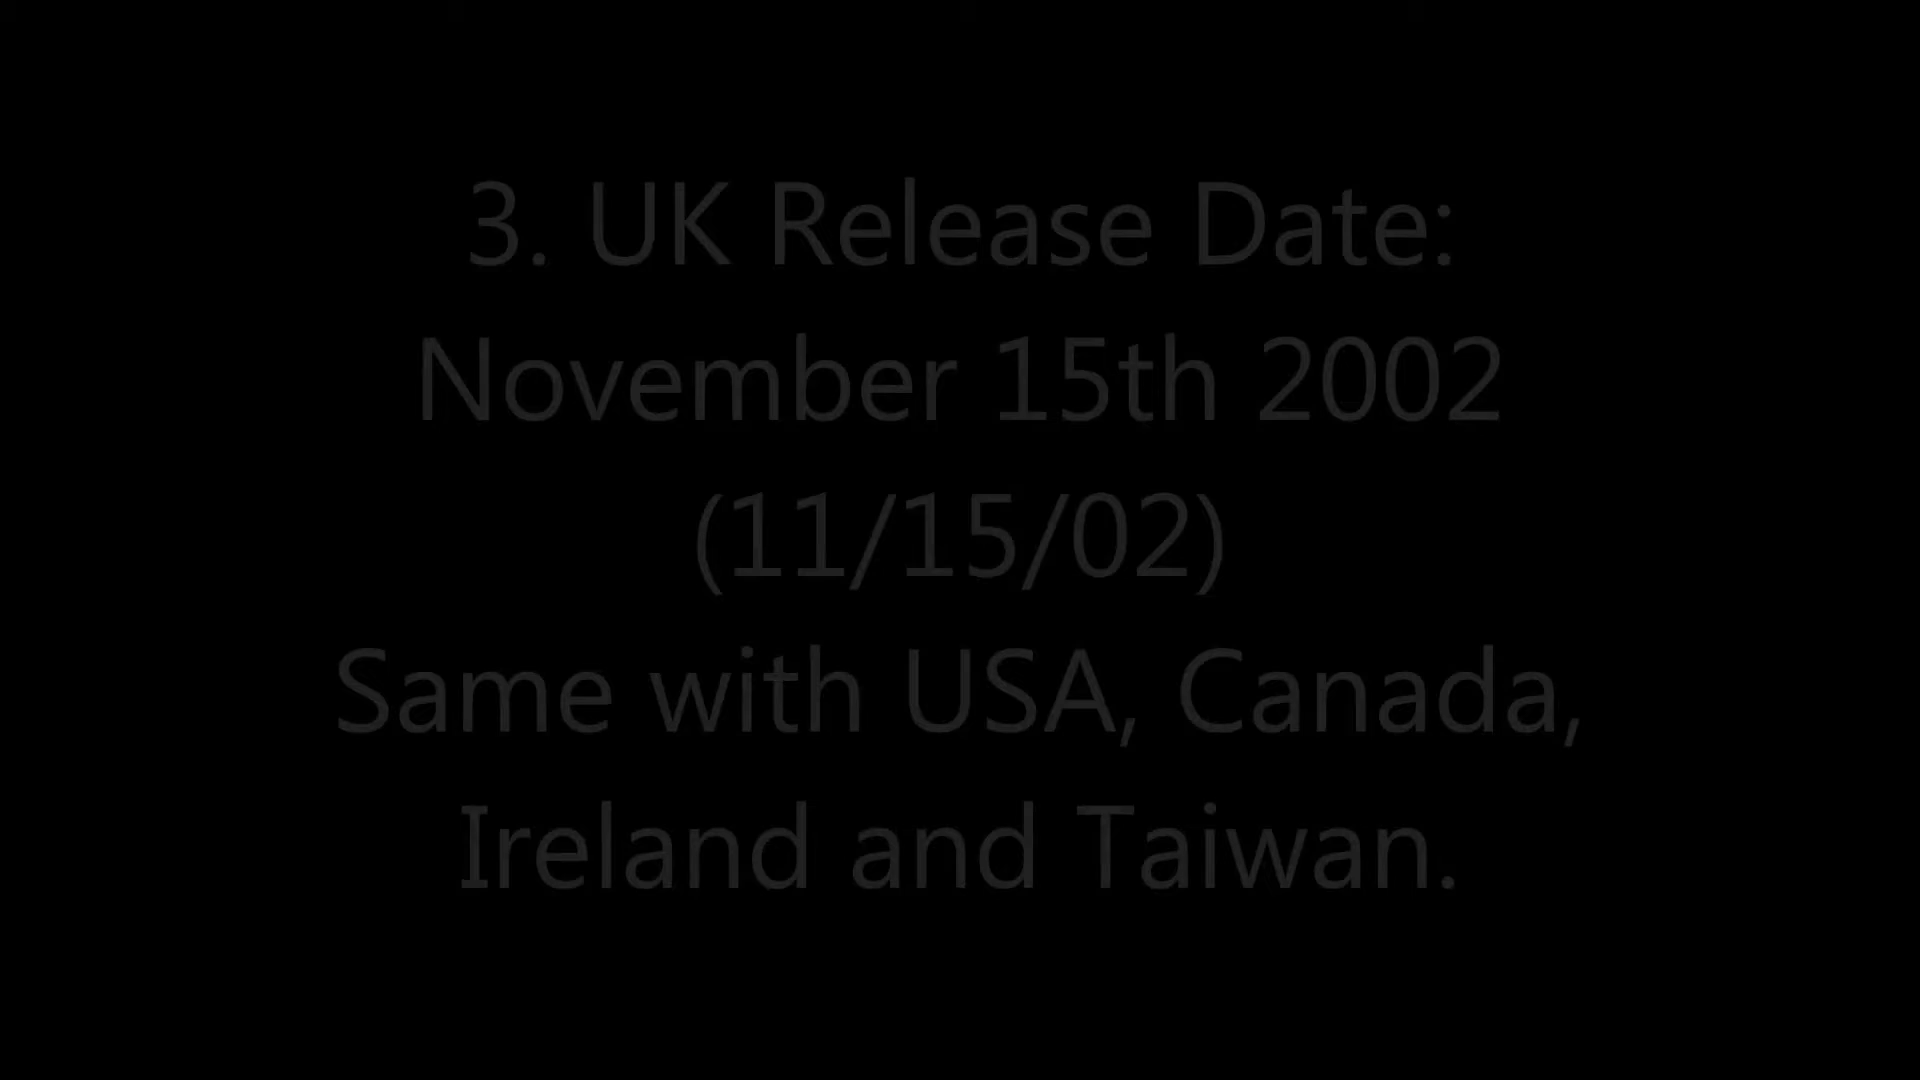 3. UK Release Date:
November 15th 2002
(11/15/02)
Same with USA, Canada,
Ireland and Taiwan.